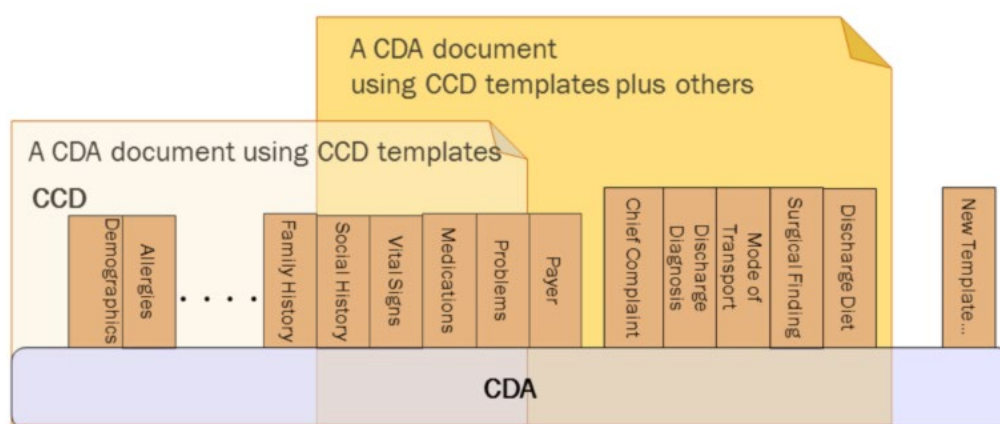 A CDA document
using CCD templates plus others
A CDA document using CCD templates
CCD
Demographics
Allergies
. . . . .
Family History
Social History
Vital Signs
Medications
Problems
Payer
Chief Complaint
Discharge
Diagnosis
Mode of
Transport
Surgical Finding
Discharge Diet
New Template...
CDA